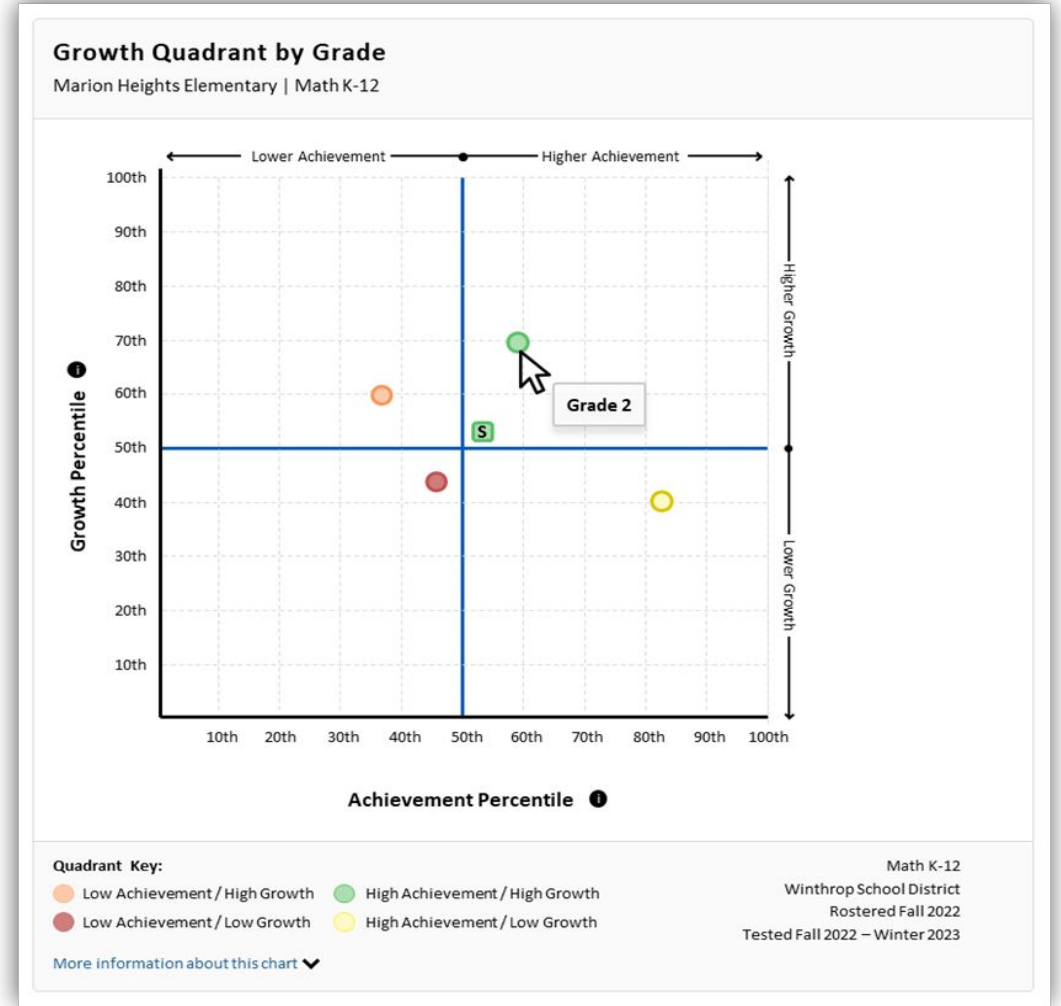 Growth Quadrant by Grade
Marion Heights Elementary | Math K-12
Lower Achievement
Higher Achievement
100th
90th
80th
70th
60th
50th
40th
30th
20th
10th
Growth Percentile i
Higher Growth
Lower Growth
Grade 2
S
10th 20th 30th 40th 50th 60th 70th 80th 90th 100th
Achievement Percentile i
Quadrant Key:
Low Achievement / High Growth
High Achievement / High Growth
Low Achievement / Low Growth
High Achievement / Low Growth
More information about this chart
Math K-12
Winthrop School District
Rostered Fall 2022
Tested Fall 2022 – Winter 2023